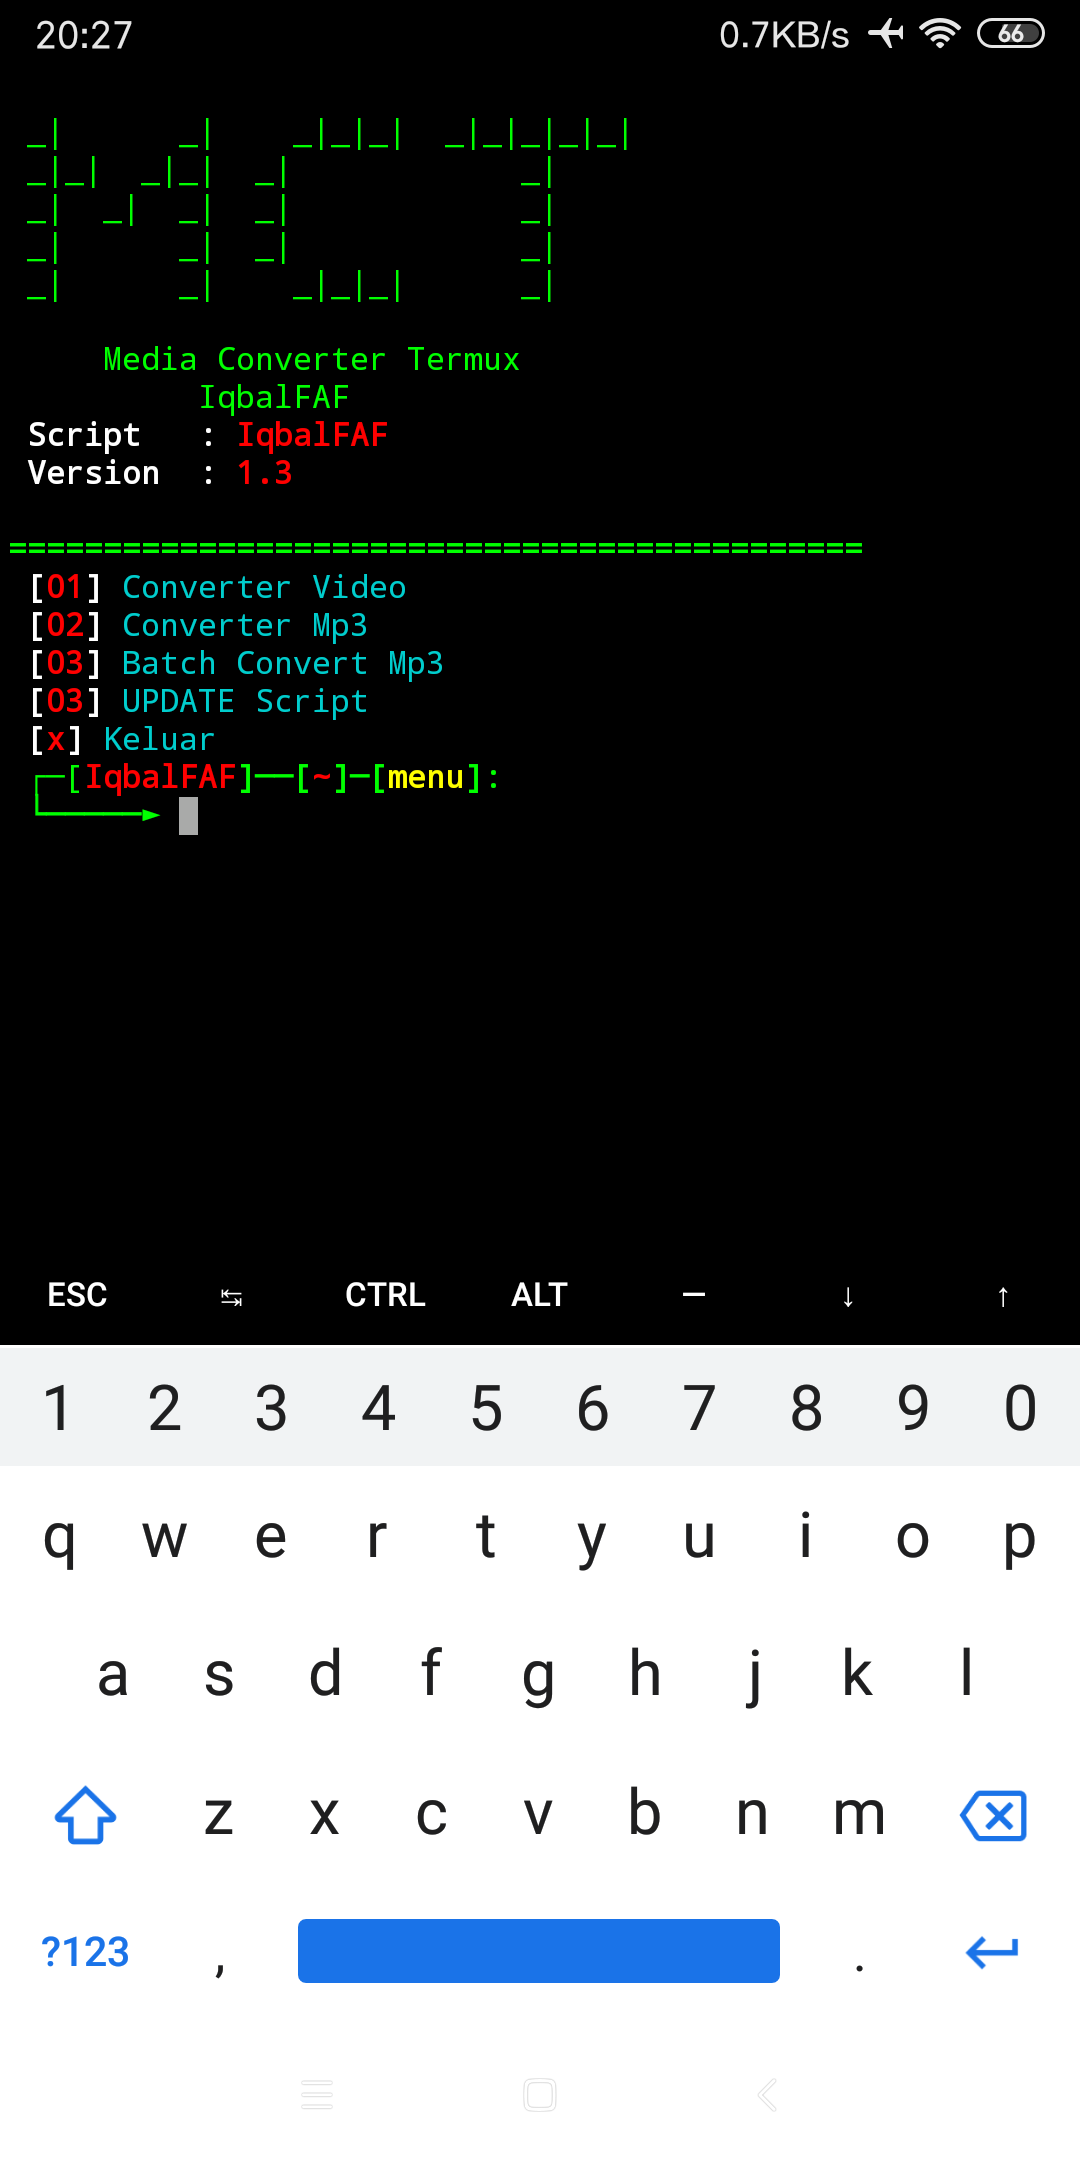 20:27 0.7KB/s 66
_|      _|    _|_|_|  _|_|_|_|_|
_|_|  _|_|  _|            _|
_|  _|  _|  _|            _|
_|      _|  _|            _|
_|      _|    _|_|_|      _|
Media Converter Termux
IqbalFAF
Script   : IqbalFAF
Version  : 1.3
=============================================
[01] Converter Video
[02] Converter Mp3
[03] Batch Convert Mp3
[03] UPDATE Script
[x] Keluar
┌─[IqbalFAF]──[~]─[menu]:
└─────►
ESC ↹ CTRL ALT — ↓ ↑
1 2 3 4 5 6 7 8 9 0
q w e r t y u i o p
a s d f g h j k l
z x c v b n m
?123 , .